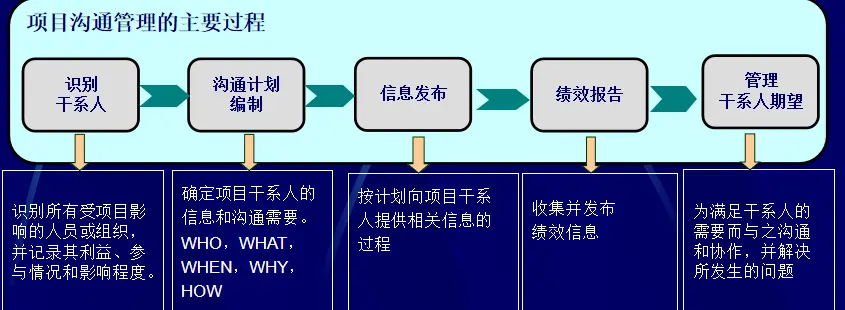 项目沟通管理的主要过程
识别
干系人
沟通计划
编制
信息发布
绩效报告
管理
干系人期望
识别所有受项目影
响的人员或组织，
并记录其利益、参
与情况和影响程度。
确定项目干系人的
信息和沟通需要。
WHO，WHAT，
WHEN，WHY，
HOW
按计划向项目干系
人提供相关信息的
过程
收集并发布
绩效信息
为满足干系人的
需要而与之沟通
和协作，并解决
所发生的问题